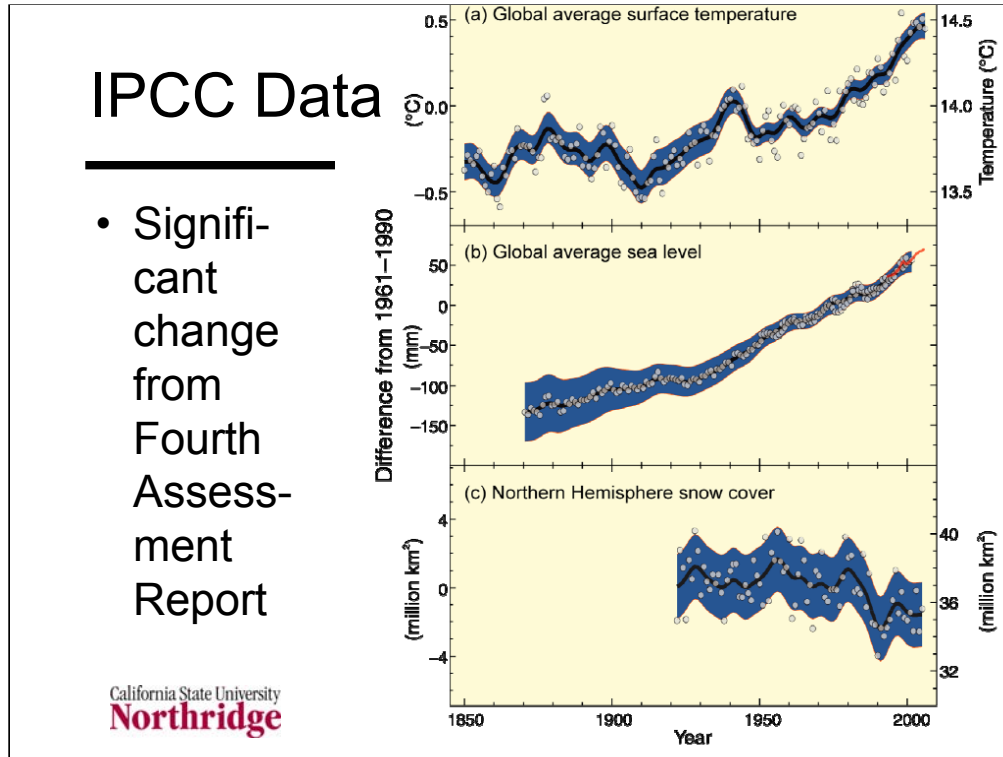 IPCC Data
• Signifi-
cant
change
from
Fourth
Assess-
ment
Report
California State University
Northridge
(a) Global average surface temperature
0.5
0.0
−0.5
(°C)
14.5
14.0
13.5
Temperature (°C)
Difference from 1961–1990
(b) Global average sea level
50
0
−50
−100
−150
(mm)
(c) Northern Hemisphere snow cover
4
0
−4
(million km²)
40
36
32
(million km²)
1850
1900
1950
2000
Year